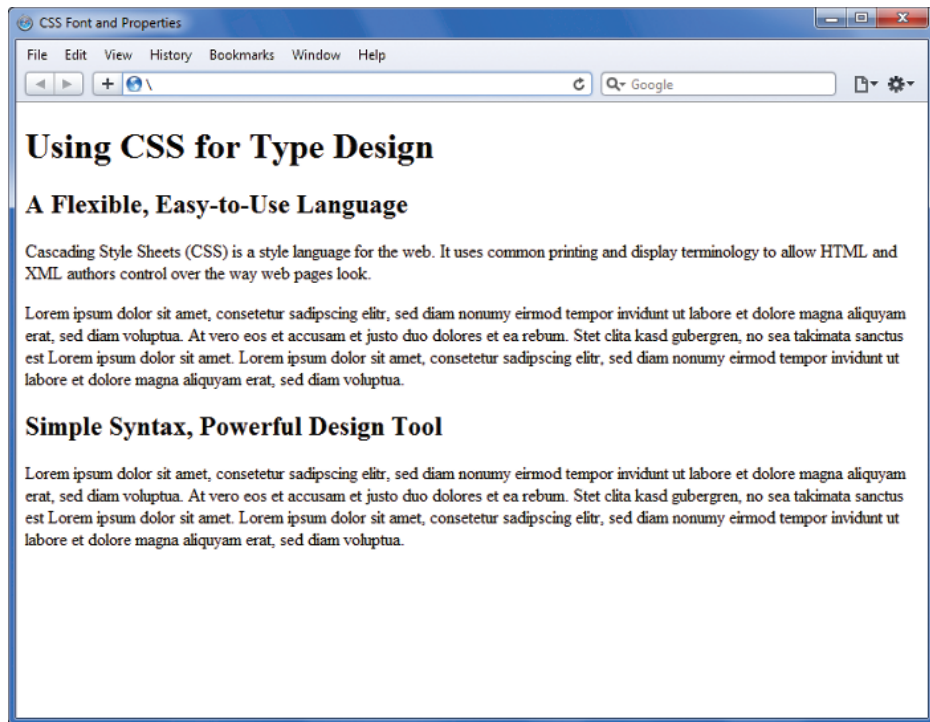 CSS Font and Properties
File Edit View History Bookmarks Window Help
\ Google
Using CSS for Type Design
A Flexible, Easy-to-Use Language
Cascading Style Sheets (CSS) is a style language for the web. It uses common printing and display terminology to allow HTML and
XML authors control over the way web pages look.
Lorem ipsum dolor sit amet, consetetur sadipscing elitr, sed diam nonumy eirmod tempor invidunt ut labore et dolore magna aliquyam
erat, sed diam voluptua. At vero eos et accusam et justo duo dolores et ea rebum. Stet clita kasd gubergren, no sea takimata sanctus
est Lorem ipsum dolor sit amet. Lorem ipsum dolor sit amet, consetetur sadipscing elitr, sed diam nonumy eirmod tempor invidunt ut
labore et dolore magna aliquyam erat, sed diam voluptua.
Simple Syntax, Powerful Design Tool
Lorem ipsum dolor sit amet, consetetur sadipscing elitr, sed diam nonumy eirmod tempor invidunt ut labore et dolore magna aliquyam
erat, sed diam voluptua. At vero eos et accusam et justo duo dolores et ea rebum. Stet clita kasd gubergren, no sea takimata sanctus
est Lorem ipsum dolor sit amet. Lorem ipsum dolor sit amet, consetetur sadipscing elitr, sed diam nonumy eirmod tempor invidunt ut
labore et dolore magna aliquyam erat, sed diam voluptua.